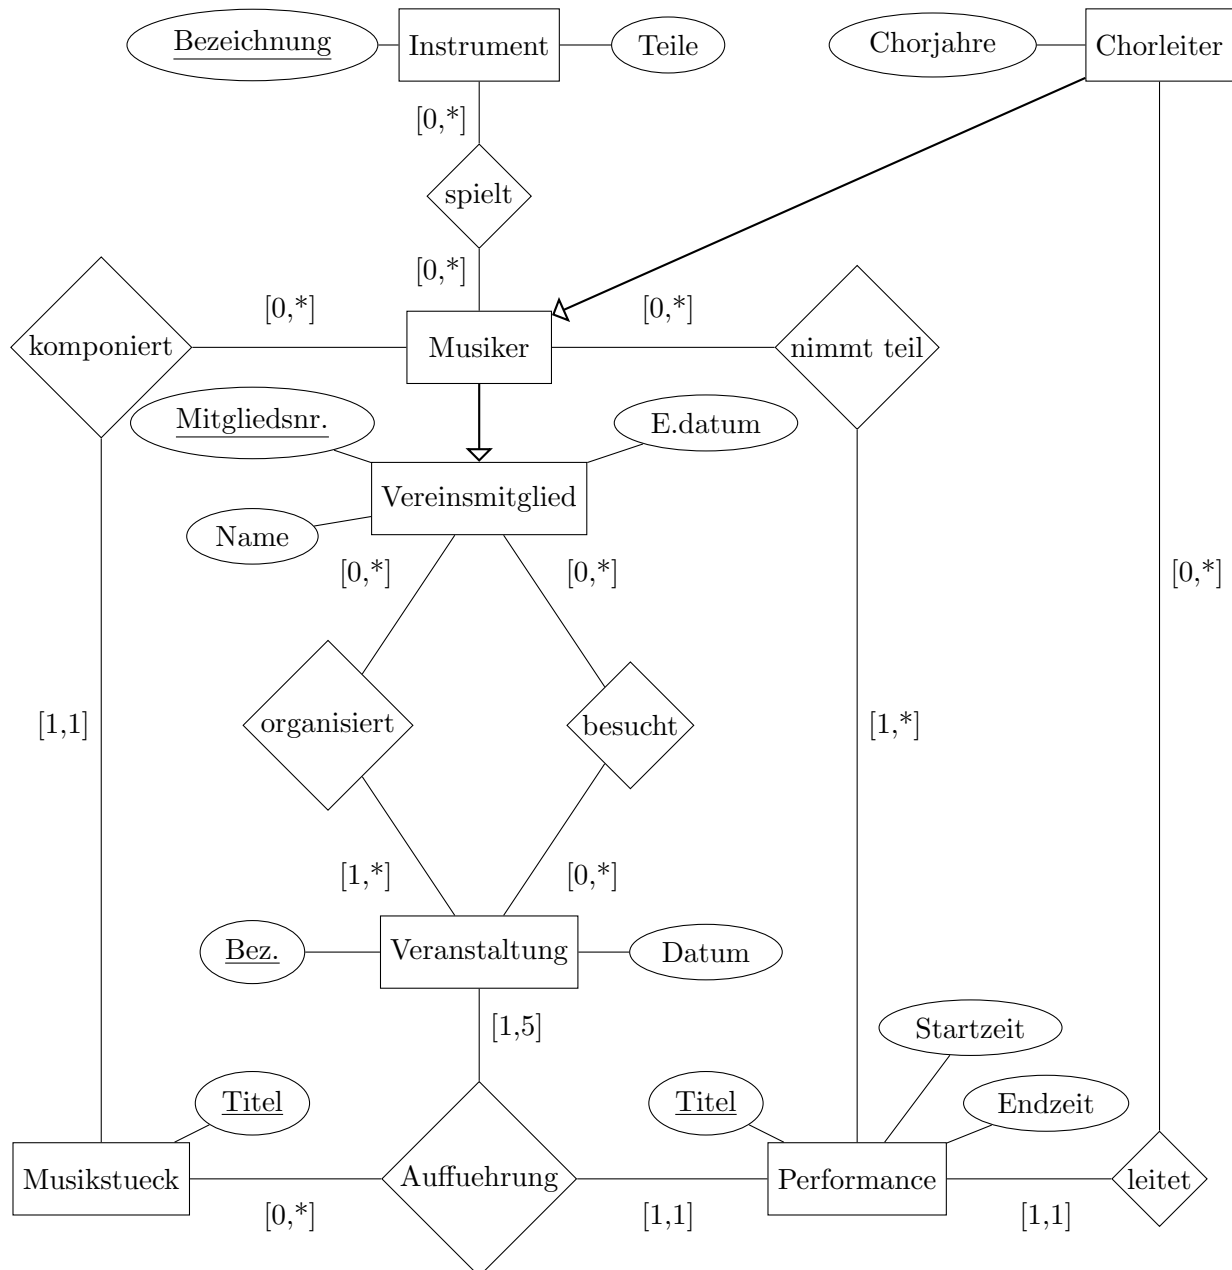 Bezeichnung
Instrument
Teile
Chorjahre
Chorleiter
[0,*]
spielt
[0,*]
[0,*]
[0,*]
komponiert
Musiker
nimmt teil
Mitgliedsnr.
E.datum
Vereinsmitglied
Name
[0,*]
[0,*]
[0,*]
organisiert
besucht
[1,1]
[1,*]
[1,*]
[0,*]
Bez.
Veranstaltung
Datum
[1,5]
Startzeit
Titel
Titel
Endzeit
Musikstueck
Auffuehrung
Performance
leitet
[0,*]
[1,1]
[1,1]